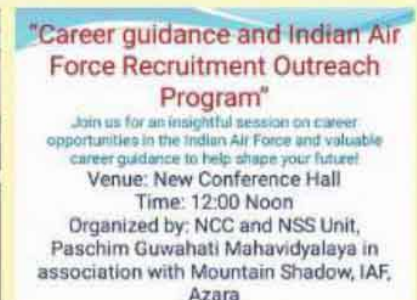 "Career guidance and Indian Air
Force Recruitment Outreach
Program"
Join us for an insightful session on career
opportunities in the Indian Air Force and valuable
career guidance to help shape your future!
Venue: New Conference Hall
Time: 12:00 Noon
Organized by: NCC and NSS Unit,
Paschim Guwahati Mahavidyalaya in
association with Mountain Shadow, IAF,
Azara